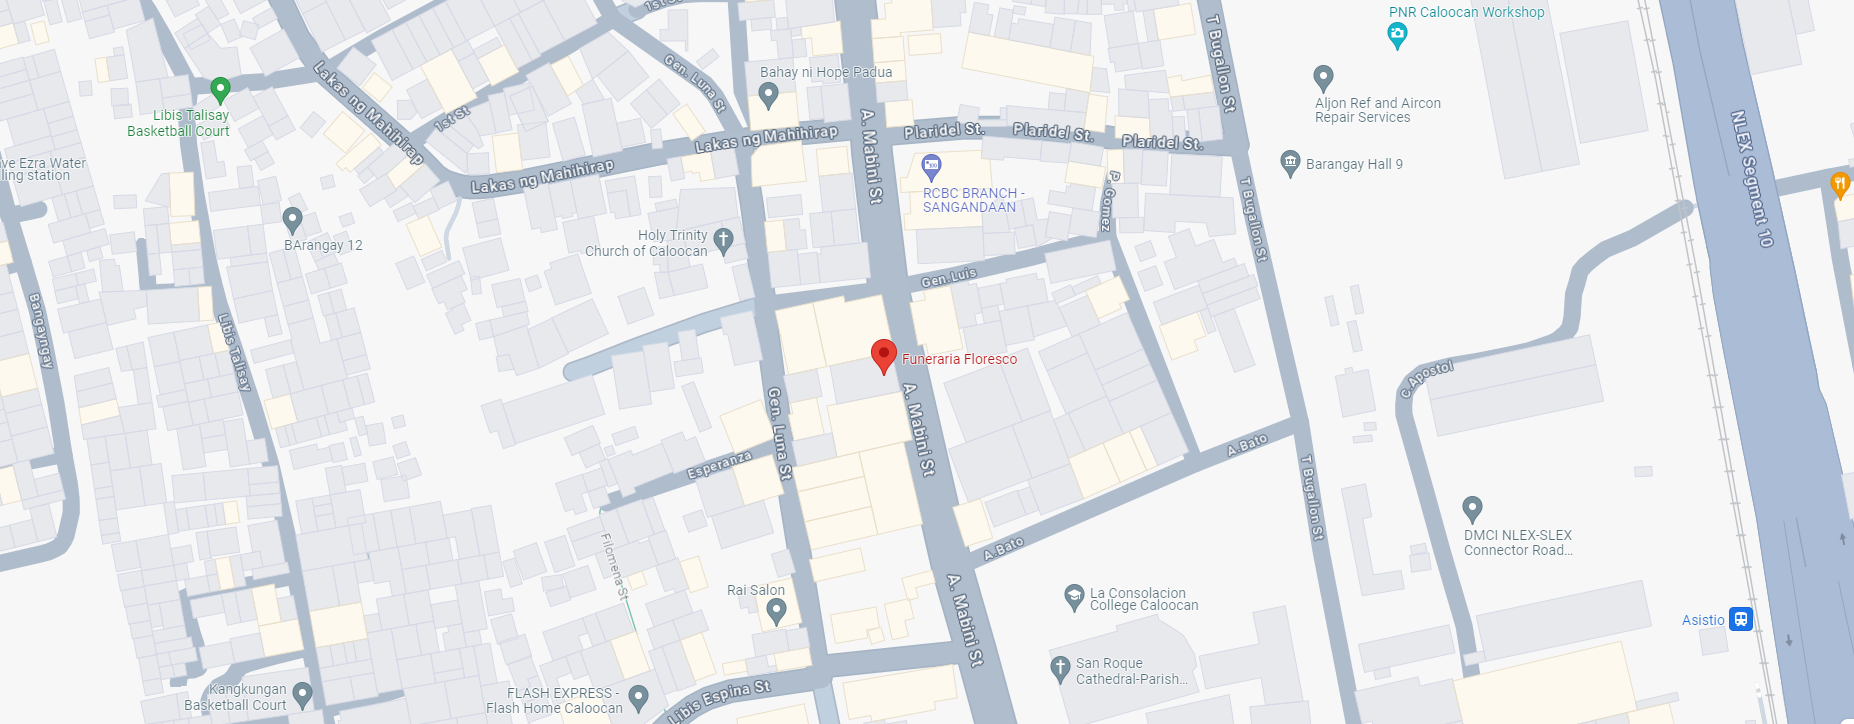 PNR Caloocan Workshop
1st
T Bugallon St
Lakas ng Mahihirap
Gen. Luna St
Bahay ni Hope Padua
Libis Talisay
Basketball Court
1st St
A. Mabini St
Aljon Ref and Aircon
Repair Services
NLEX Segment 10
Lakas ng Mahihirap
Plaridel St.
Plaridel St.
Plaridel St.
ve Ezra Water
ling station
Lakas ng Mahihirap
RCBC BRANCH -
SANGANDAAN
P. Gomez
Barangay Hall 9
T Bugallon St
BArangay 12
Holy Trinity
Church of Caloocan
Gen.Luis
Bangayngay
Libis Talisay
Funeraria Floresco
C.Apostol
Gen. Luna St
A. Mabini St
Esperanza
A.Bato
T Bugallon St
A.Bato
DMCI NLEX-SLEX
Connector Road...
Filomena St
Rai Salon
A. Mabini St
La Consolacion
College Caloocan
Asistio
San Roque
Cathedral-Parish...
Kangkungan
Basketball Court
FLASH EXPRESS -
Flash Home Caloocan
Libis Espina St